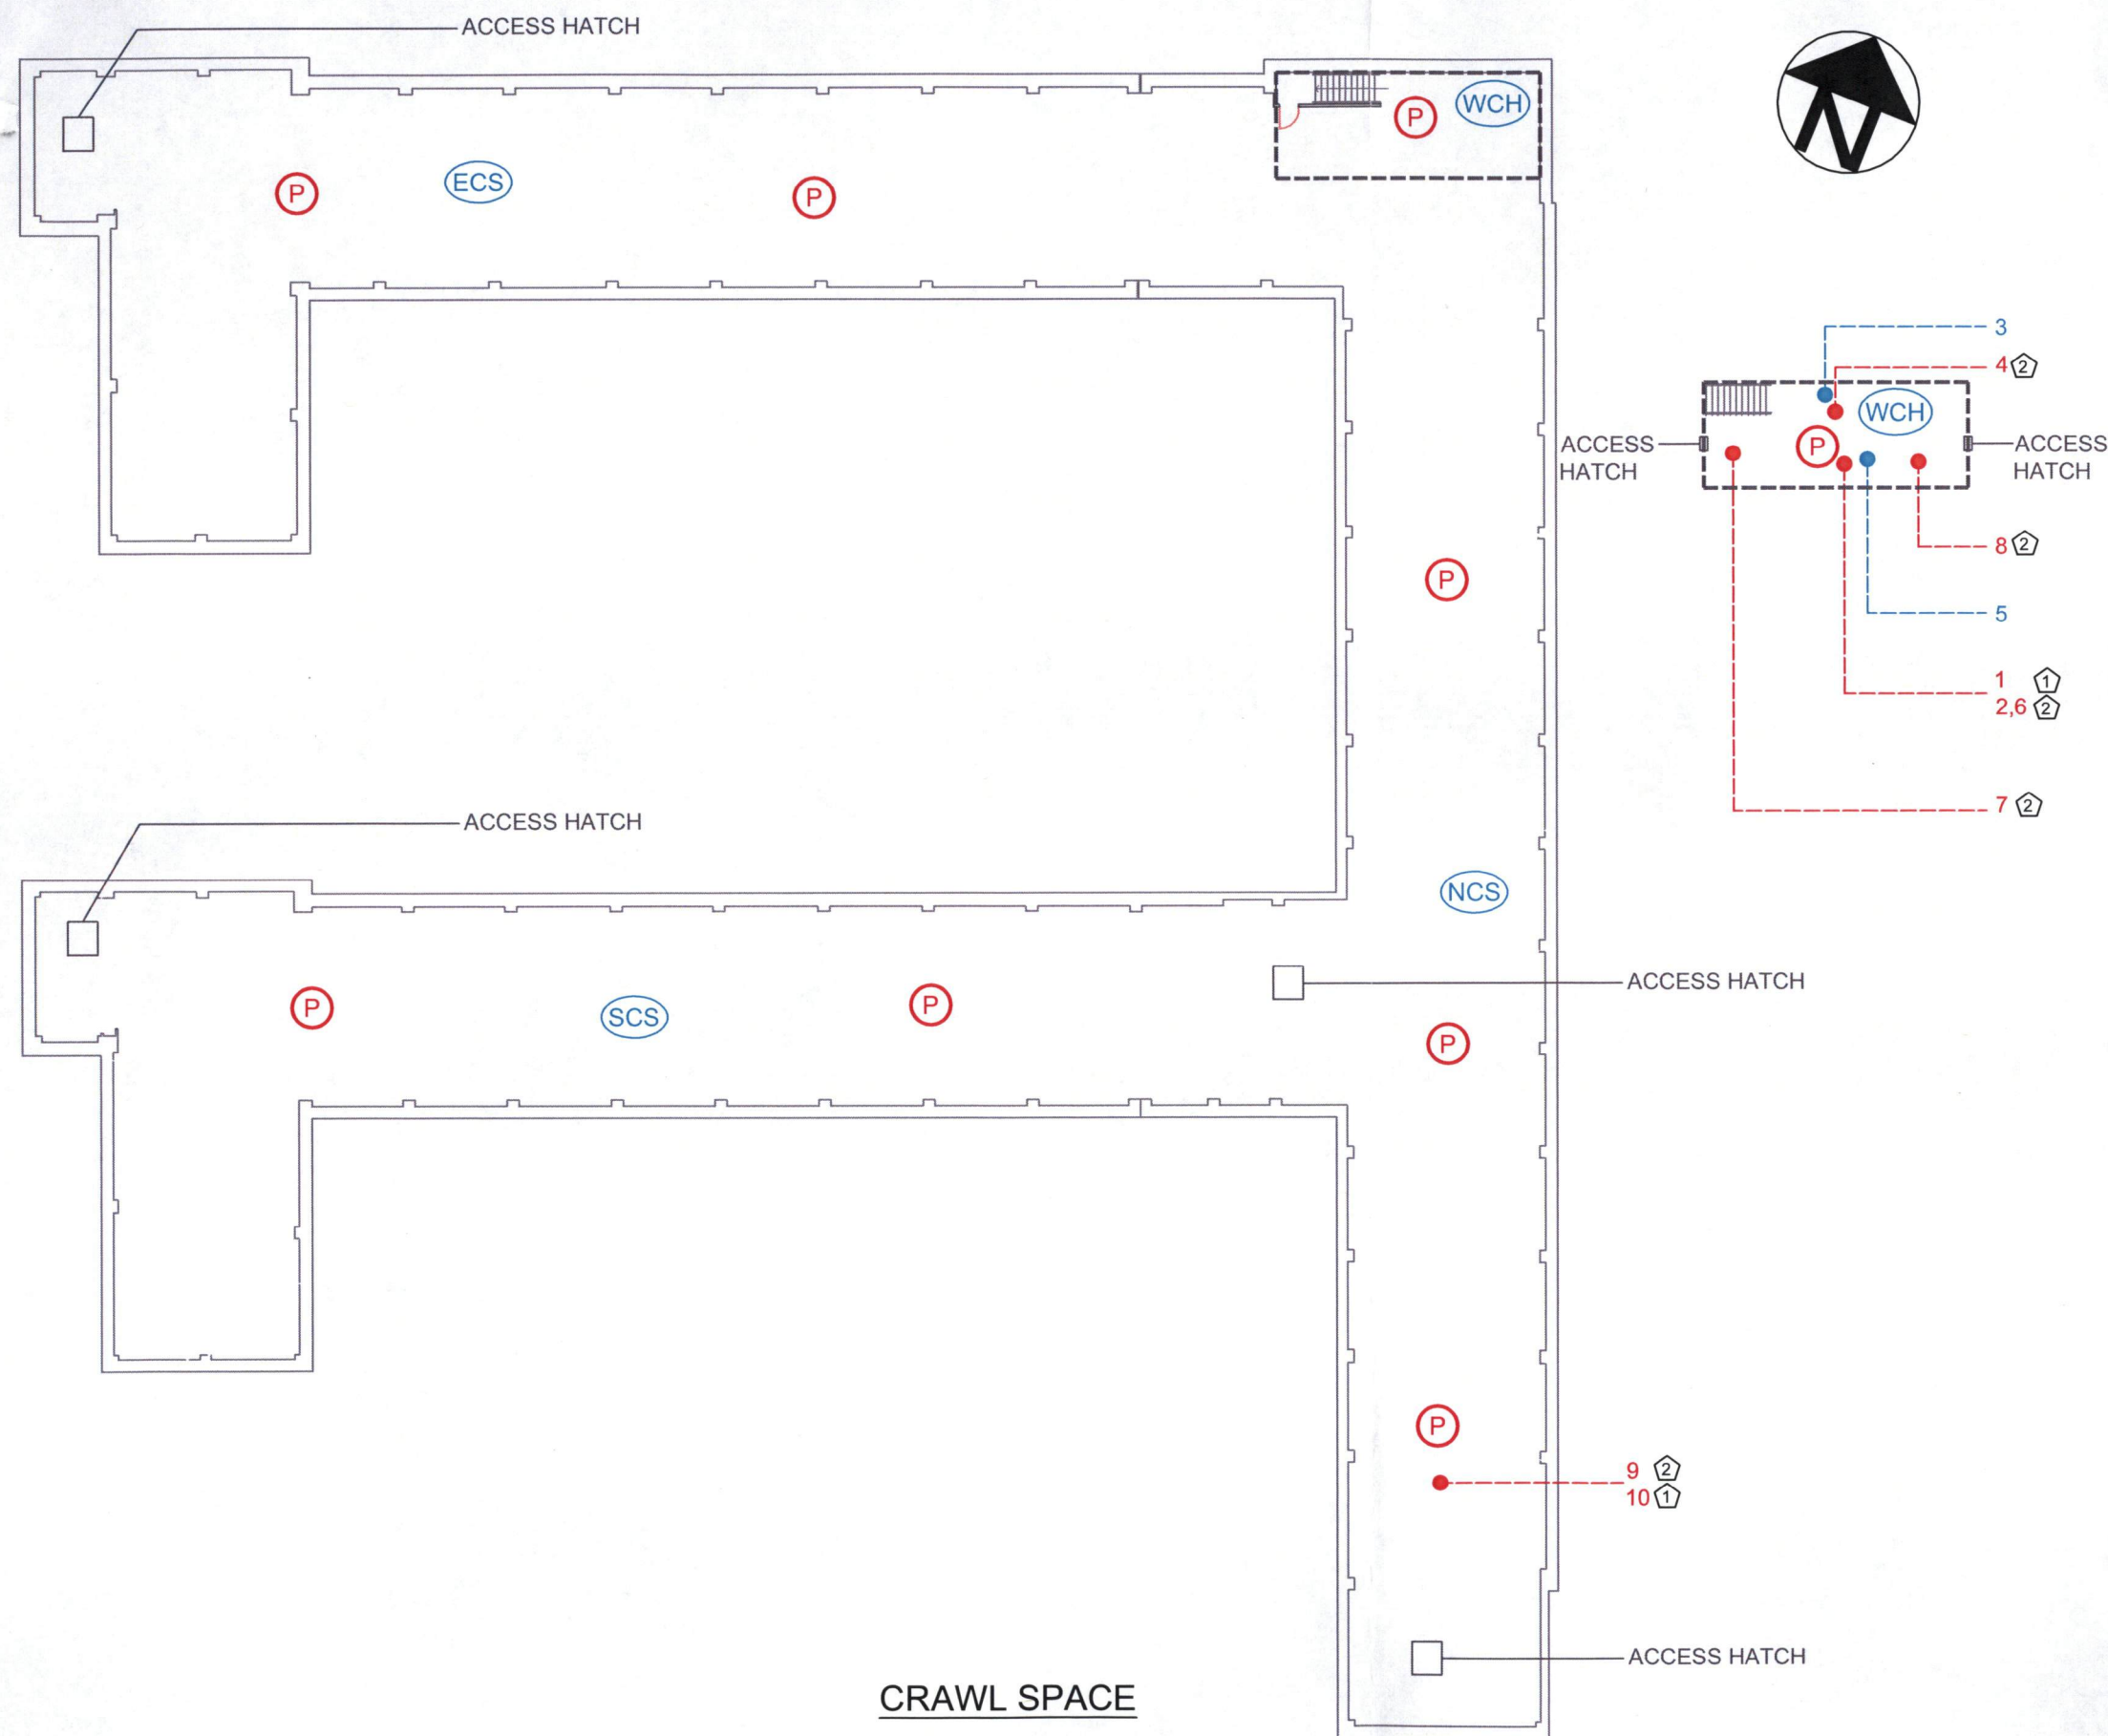 ACCESS HATCH
P
WCH
N
ECS
P
P
3
4 2
WCH
ACCESS
HATCH
P
ACCESS
HATCH
8 2
P
5
1 1
2,6 2
7 2
ACCESS HATCH
NCS
ACCESS HATCH
P
SCS
P
P
P
9 2
10 1
ACCESS HATCH
CRAWL SPACE